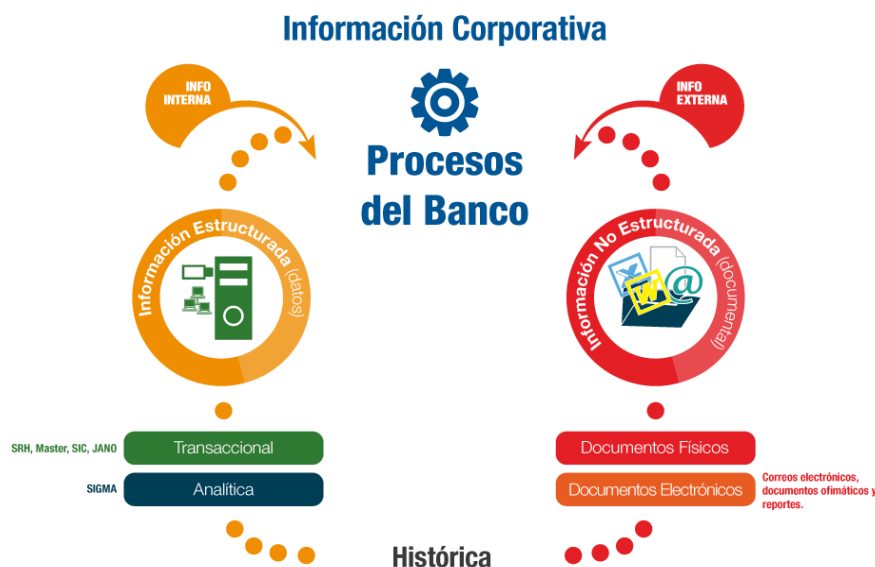 Información Corporativa
INFO
INTERNA
INFO
EXTERNA
Procesos
del Banco
Información Estructurada (datos)
Información No Estructurada (documental)
X
W
@
SRH, Master, SIC, JANO
Transaccional
SIGMA
Analítica
Documentos Físicos
Documentos Electrónicos
Correos electrónicos,
documentos ofimáticos y
reportes.
Histórica